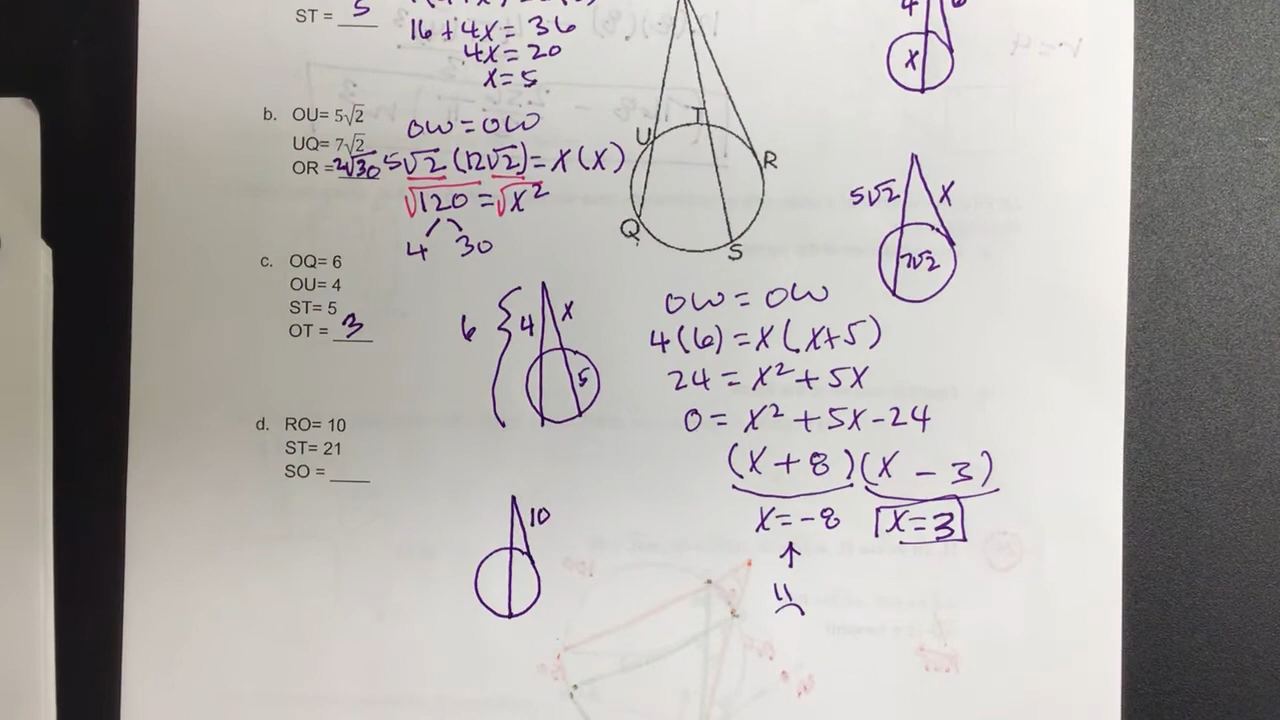 ST = 5
16 + 4x = 36
4x = 20
x = 5
4
6
x
b. OU= 5√2
UQ= 7√2
OR = 2√30
OW = OW
5√2 (12√2) = X(X)
√120 = √x²
4 30
U
T
R
Q
S
5√2
X
7√2
c. OQ= 6
OU= 4
ST= 5
OT = 3
6
4
X
5
OW = OW
4(6) = X(X+5)
24 = X² + 5X
0 = X² + 5X - 24
(X + 8)(X - 3)
X = -8
X = 3
d. RO= 10
ST= 21
SO = ___
10